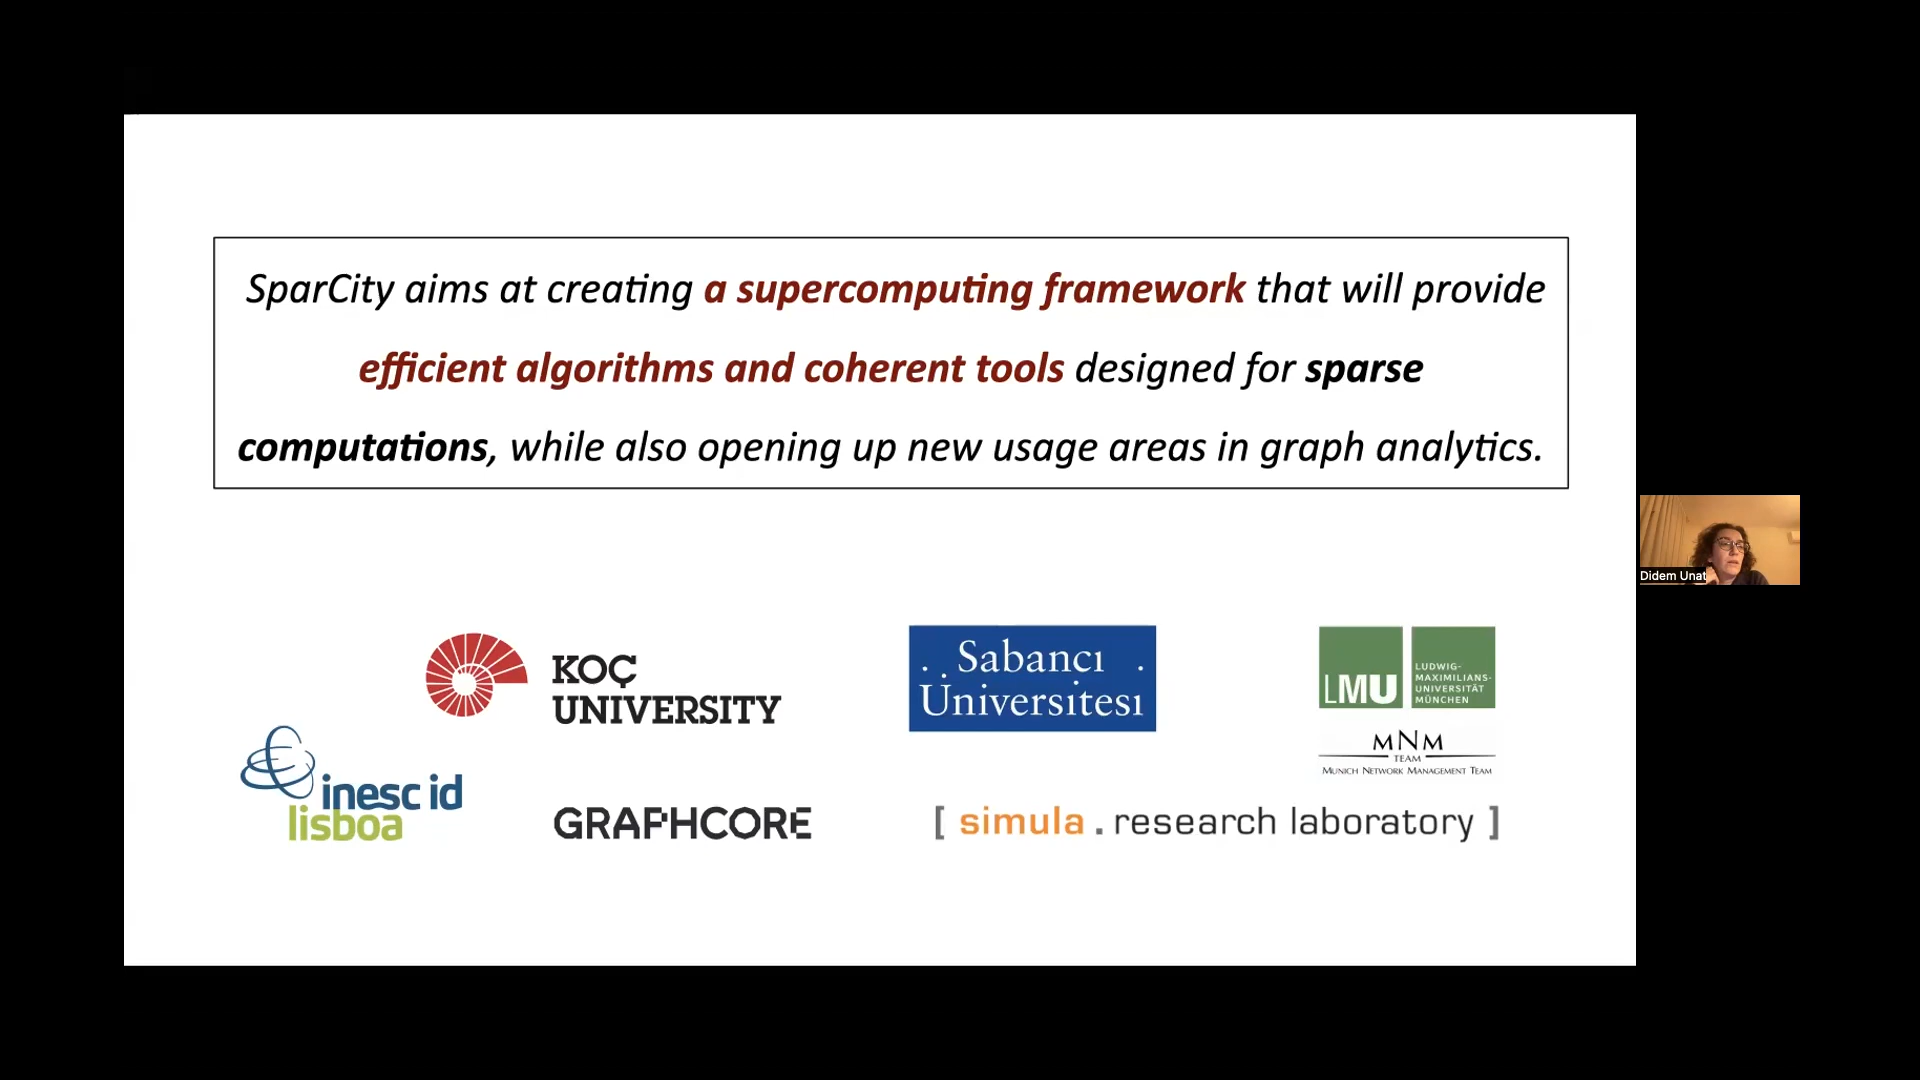 SparCity aims at creating a supercomputing framework that will provide
efficient algorithms and coherent tools designed for sparse
computations, while also opening up new usage areas in graph analytics.
KOÇ
UNIVERSITY
Sabancı
Üniversitesi
LMU
LUDWIG-
MAXIMILIANS-
UNIVERSITÄT
MÜNCHEN
MNM
TEAM
MUNICH NETWORK MANAGEMENT TEAM
inesc id
lisboa
GRAPHCORE
[ simula . research laboratory ]
Didem Unat